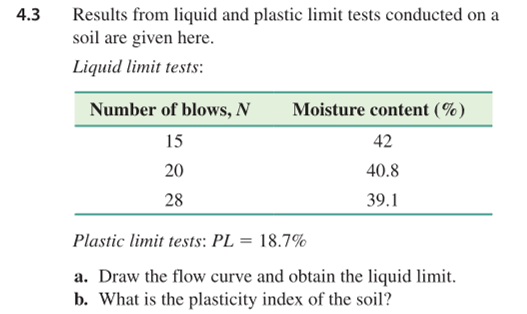 4.3 Results from liquid and plastic limit tests conducted on a
soil are given here.
Liquid limit tests:
Number of blows, N Moisture content (%)
15 42
20 40.8
28 39.1
Plastic limit tests: PL = 18.7%
a. Draw the flow curve and obtain the liquid limit.
b. What is the plasticity index of the soil?